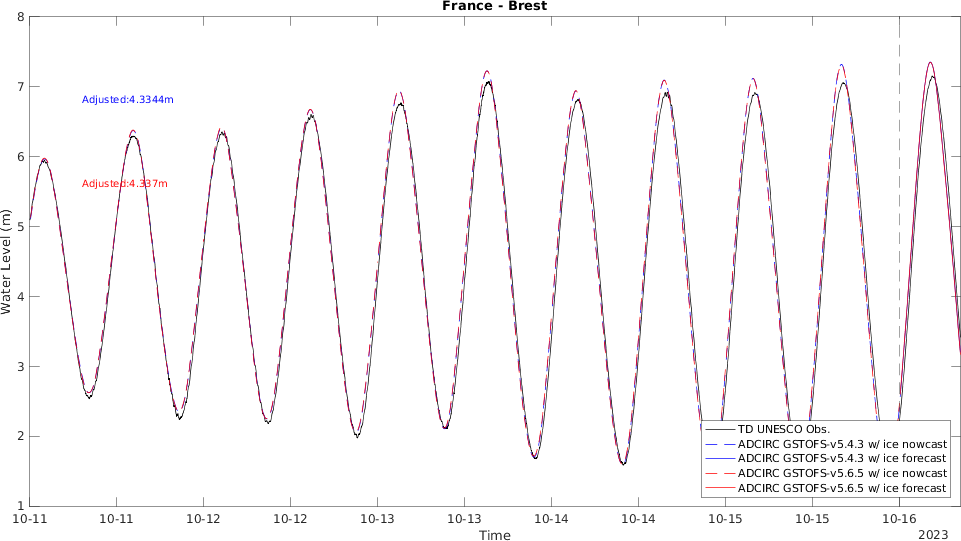 France - Brest
8
7
6
5
4
3
2
1
Water Level (m)
Adjusted:4.3344m
Adjusted:4.337m
TD UNESCO Obs.
ADCIRC GSTOFS-v5.4.3 w/ ice nowcast
ADCIRC GSTOFS-v5.4.3 w/ ice forecast
ADCIRC GSTOFS-v5.6.5 w/ ice nowcast
ADCIRC GSTOFS-v5.6.5 w/ ice forecast
10-11 10-11 10-12 10-12 10-13 10-13 10-14 10-14 10-15 10-15 10-16
Time
2023